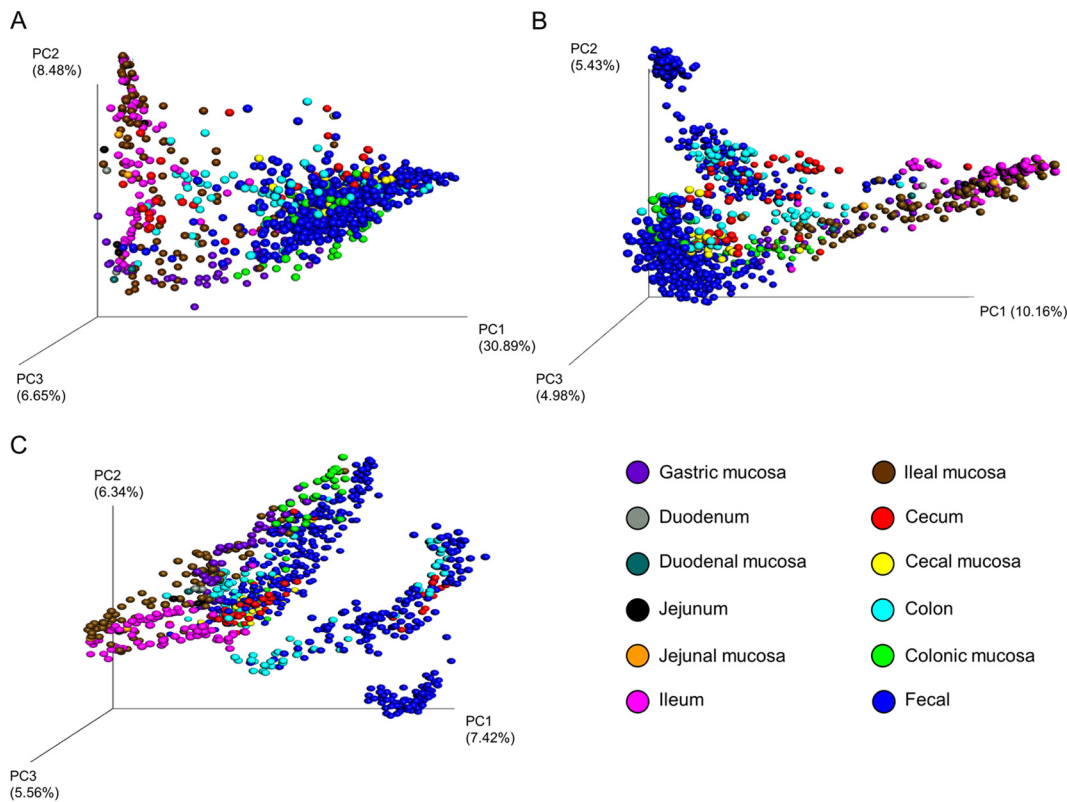 A
PC2
(8.48%)
PC1
(30.89%)
PC3
(6.65%)
B
PC2
(5.43%)
PC1 (10.16%)
PC3
(4.98%)
C
PC2
(6.34%)
PC1
(7.42%)
PC3
(5.56%)
Gastric mucosa
Duodenum
Duodenal mucosa
Jejunum
Jejunal mucosa
Ileum
Ileal mucosa
Cecum
Cecal mucosa
Colon
Colonic mucosa
Fecal